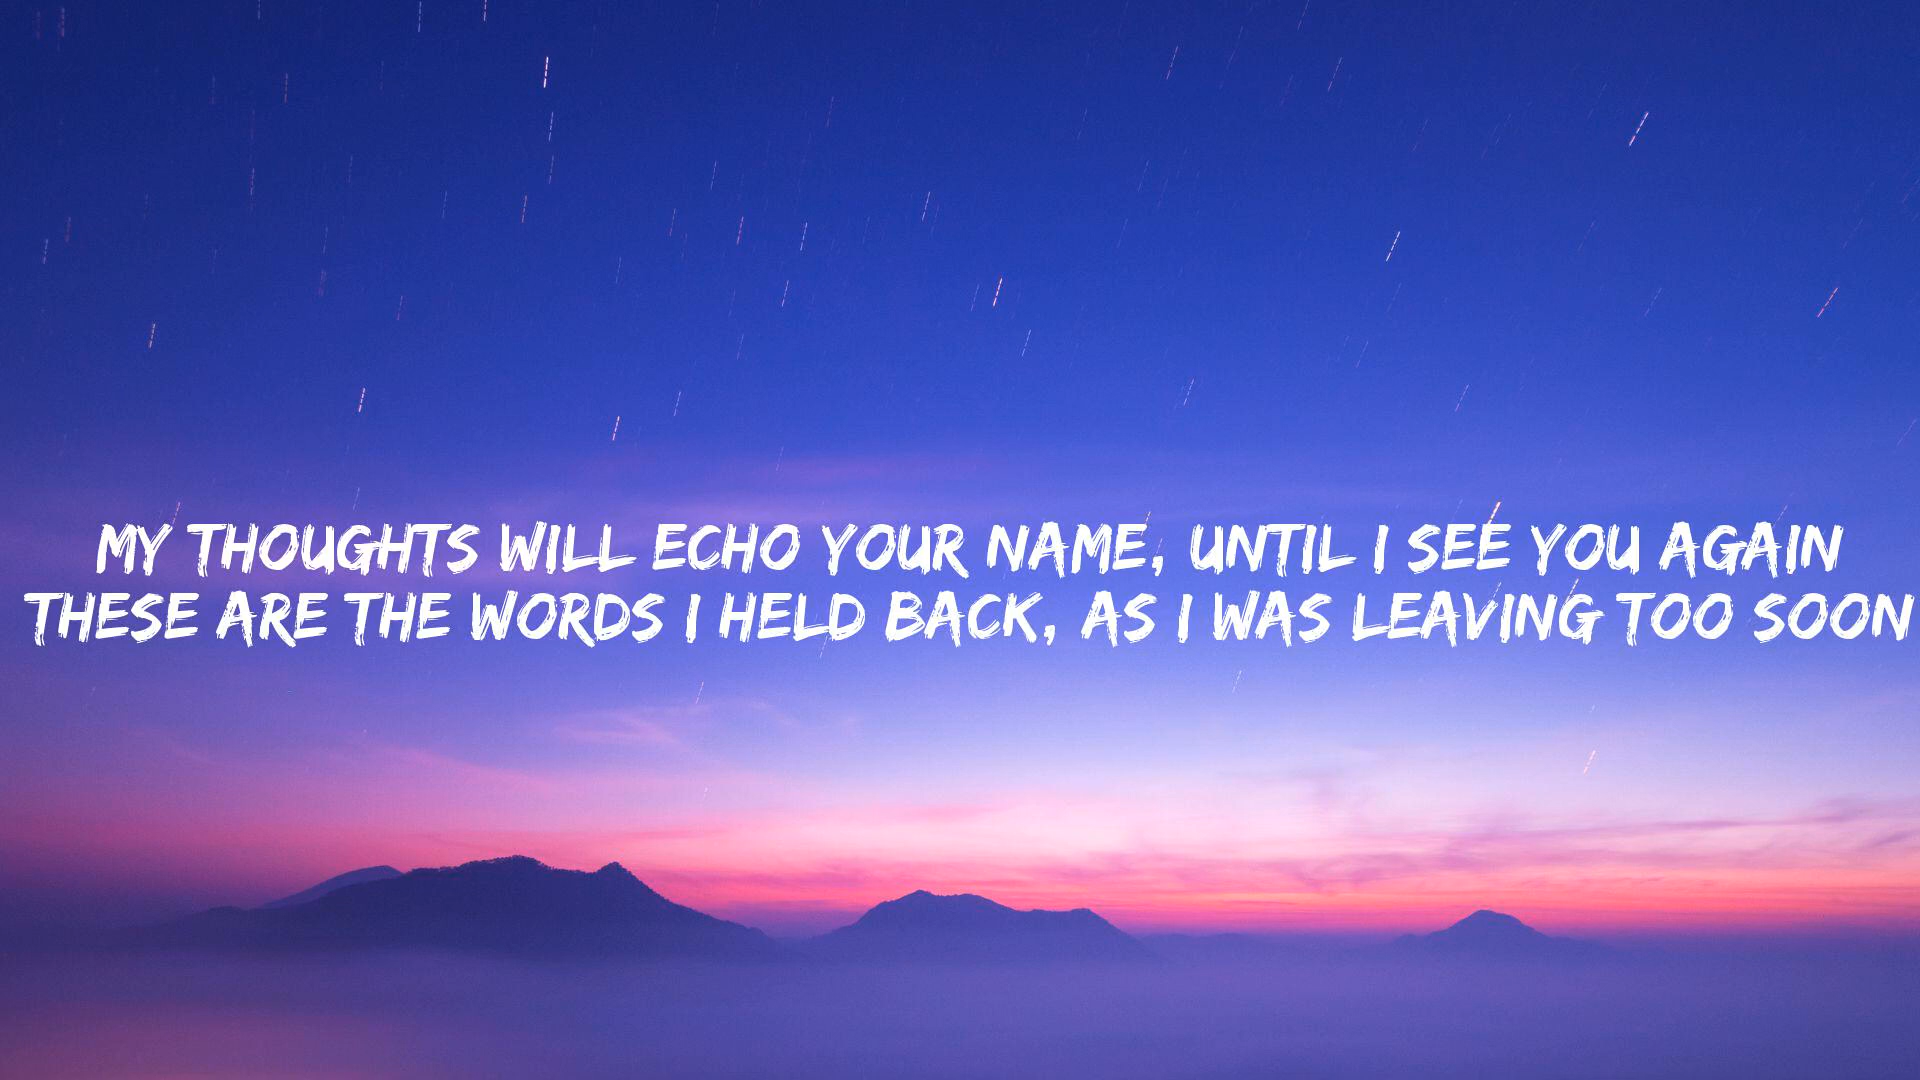 MY THOUGHTS WILL ECHO YOUR NAME, UNTIL I SEE YOU AGAIN
THESE ARE THE WORDS I HELD BACK, AS I WAS LEAVING TOO SOON